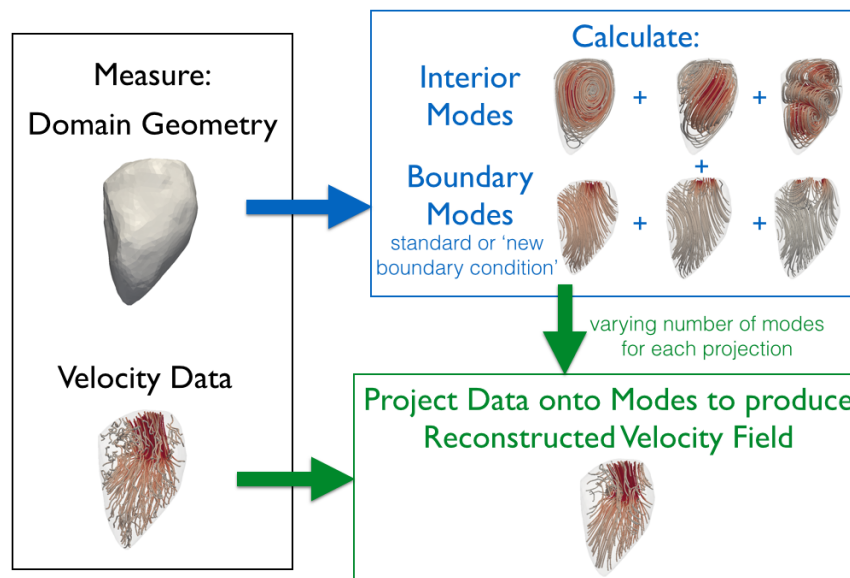 Measure:
Domain Geometry
Velocity Data
Calculate:
Interior
Modes
+ +
+
Boundary
Modes
standard or ‘new
boundary condition’
+ +
varying number of modes
for each projection
Project Data onto Modes to produce
Reconstructed Velocity Field